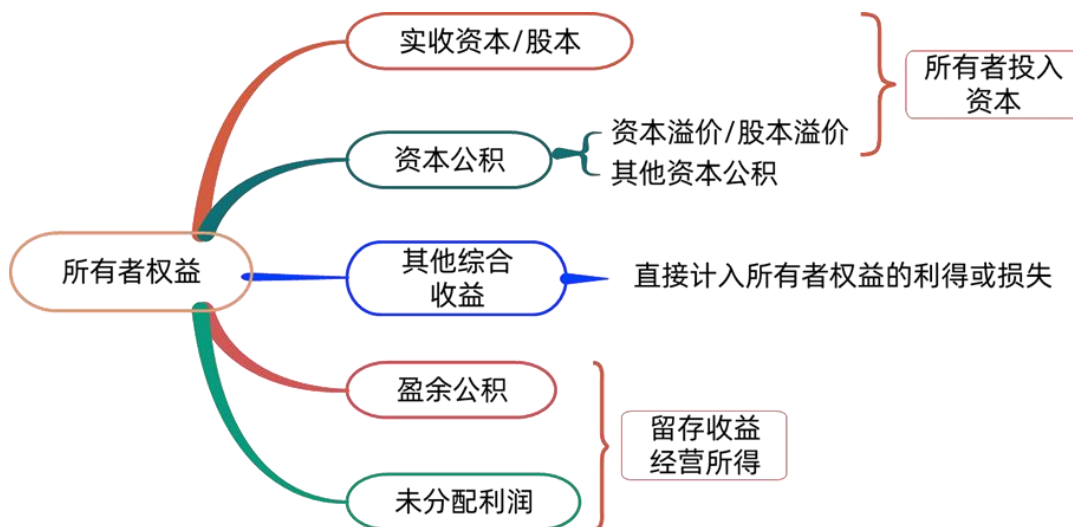 实收资本/股本
所有者投入
资本
资本溢价/股本溢价
资本公积
其他资本公积
所有者权益
其他综合
收益
直接计入所有者权益的利得或损失
盈余公积
留存收益
经营所得
未分配利润